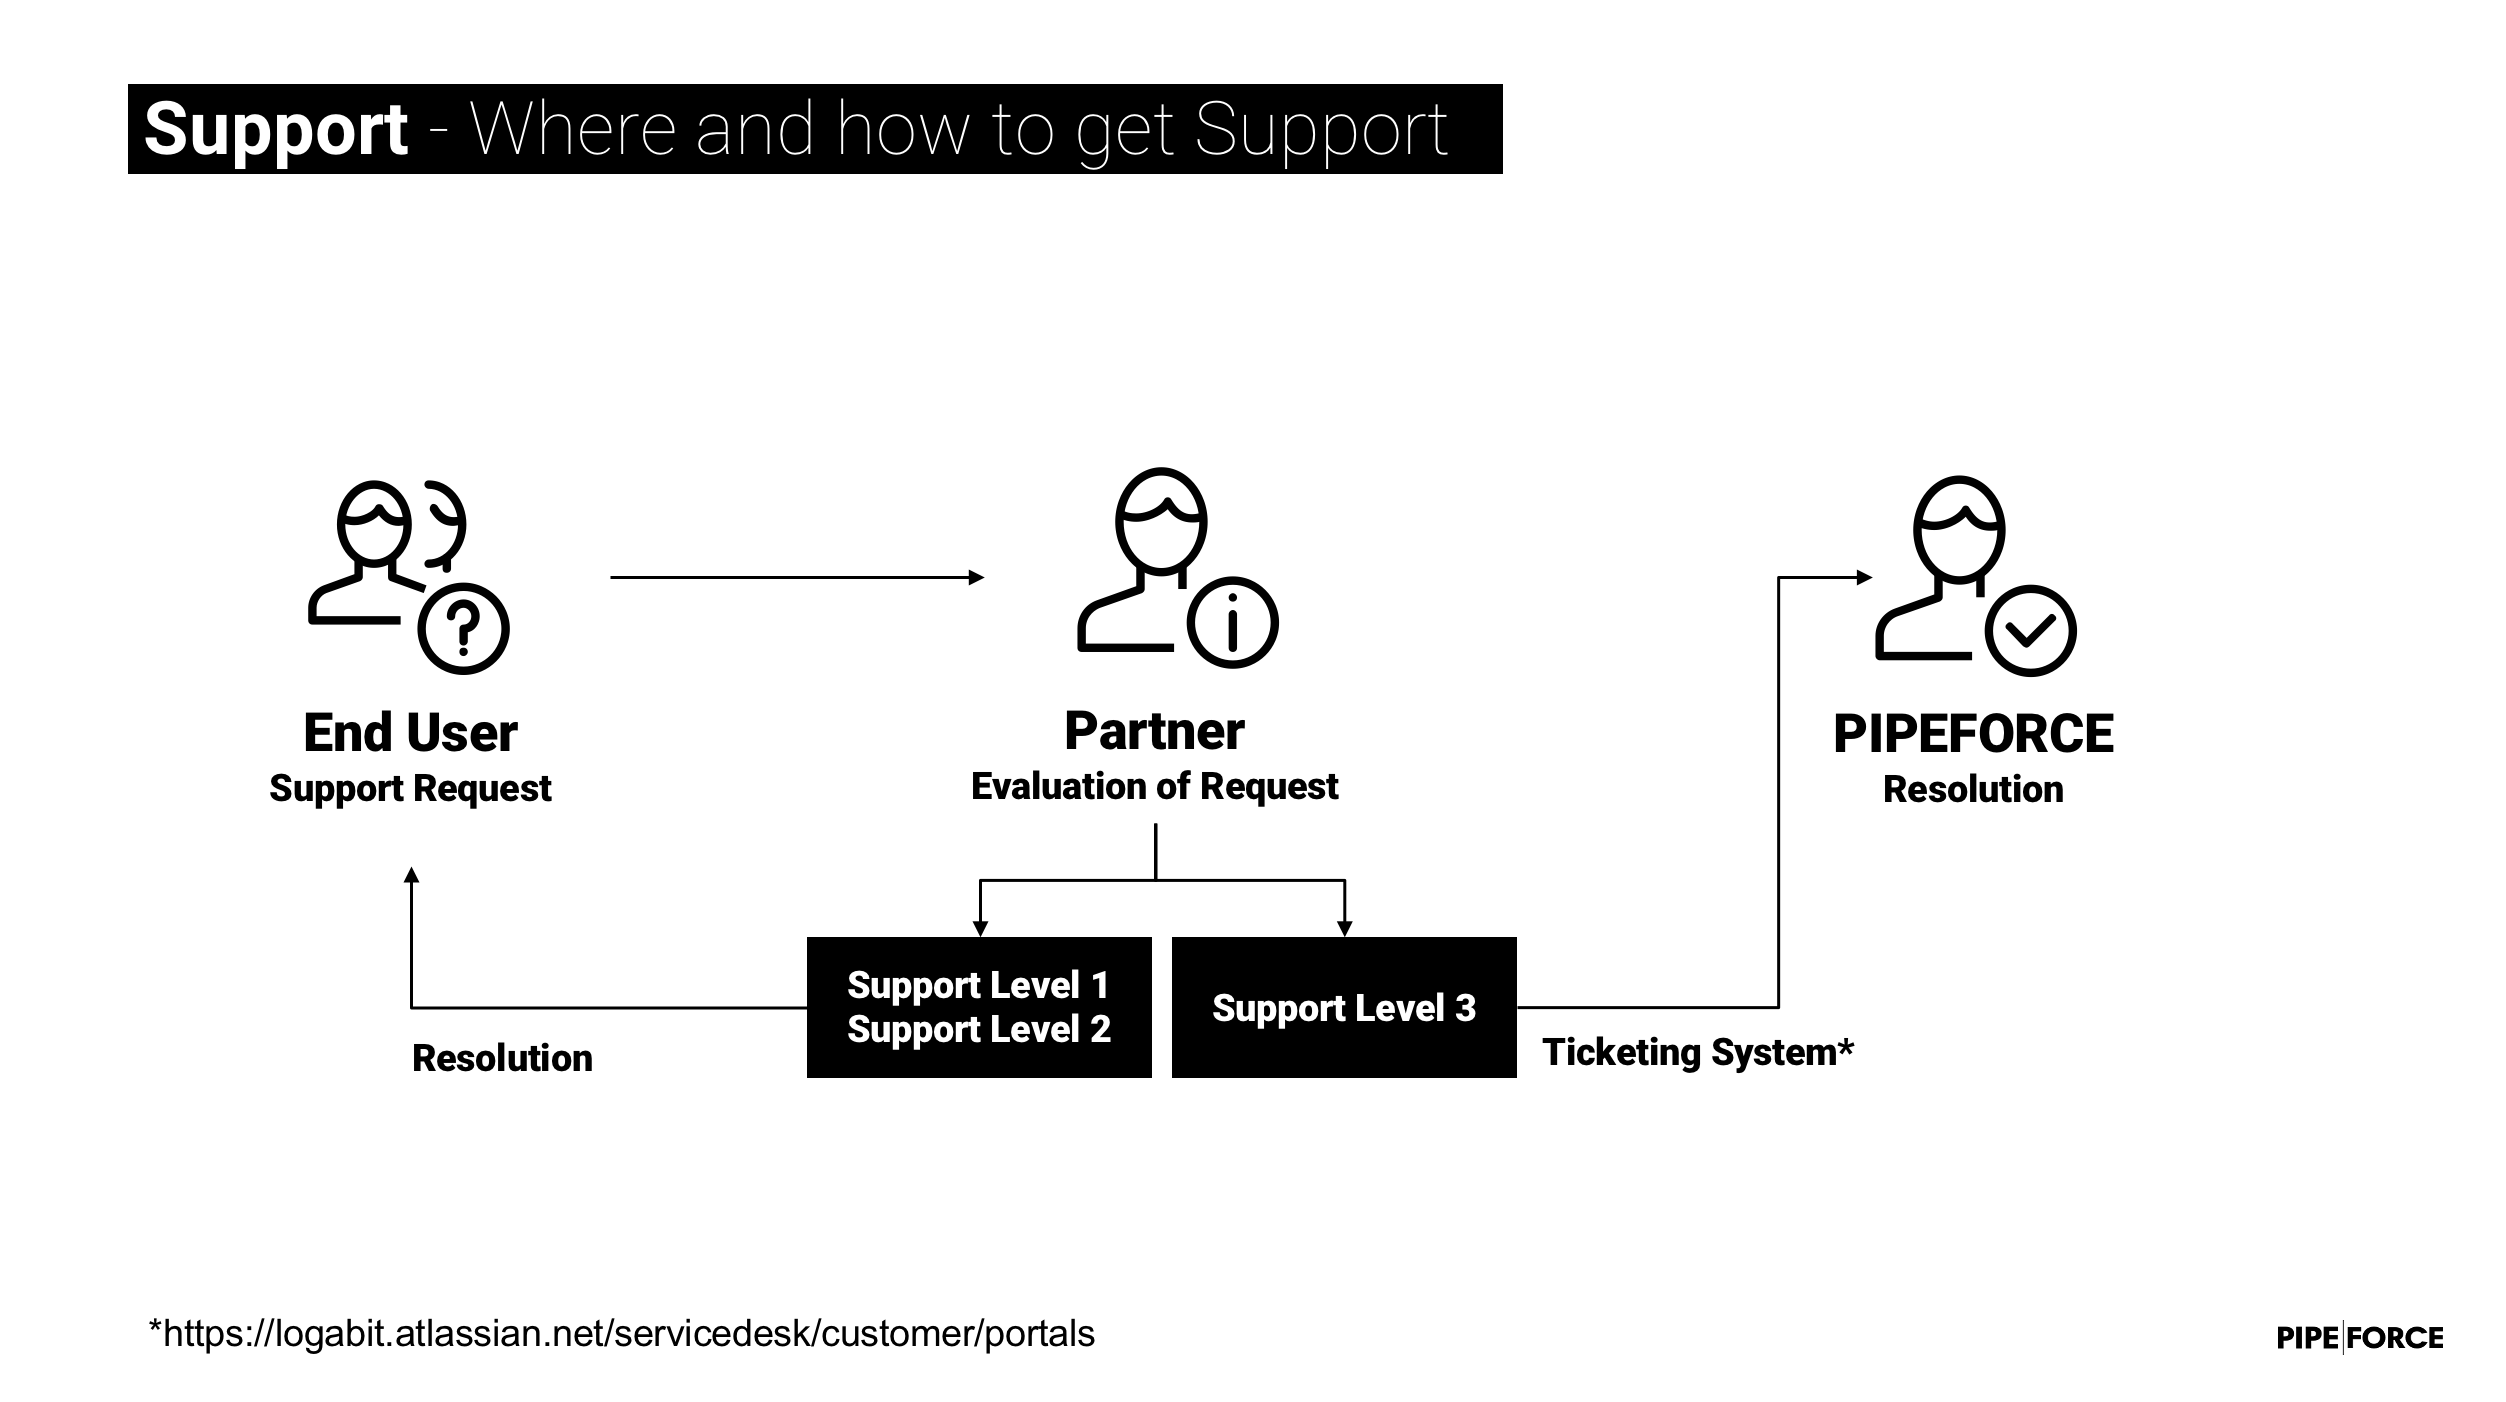 Support - Where and how to get Support
End User
Support Request
Partner
Evaluation of Request
PIPEFORCE
Resolution
Support Level 1
Support Level 2
Support Level 3
Resolution
Ticketing System*
*https://logabit.atlassian.net/servicedesk/customer/portals
PIPE|FORCE